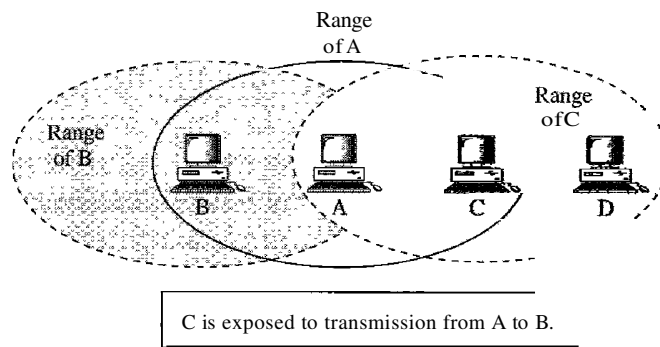 Range
of A
Range
of B
Range
of C
B
A
C
D
C is exposed to transmission from A to B.